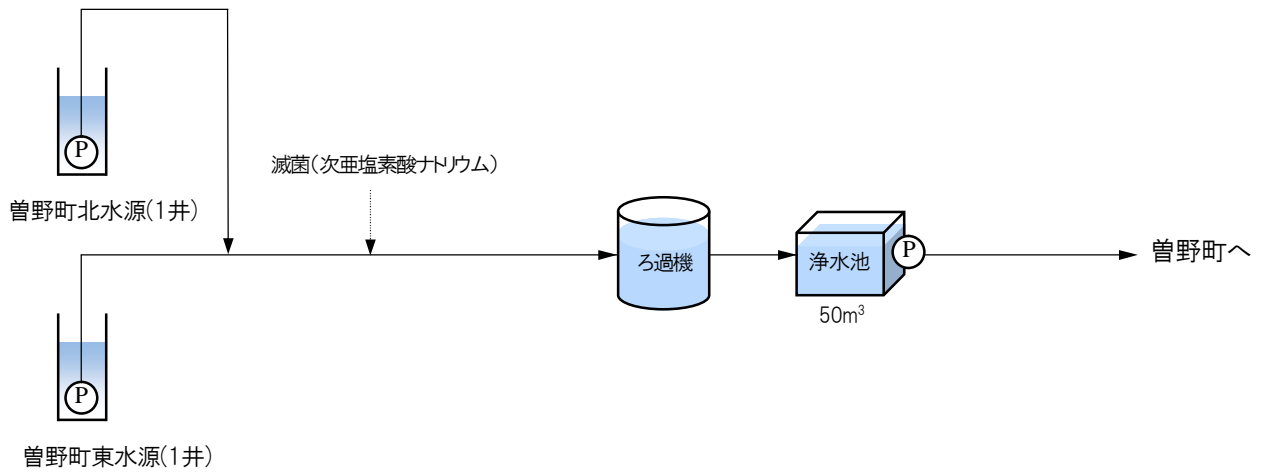 P
滅菌(次亜塩素酸ナトリウム)
曽野町北水源(1井)
ろ過機
浄水池
P
曽野町へ
50m³
P
曽野町東水源(1井)